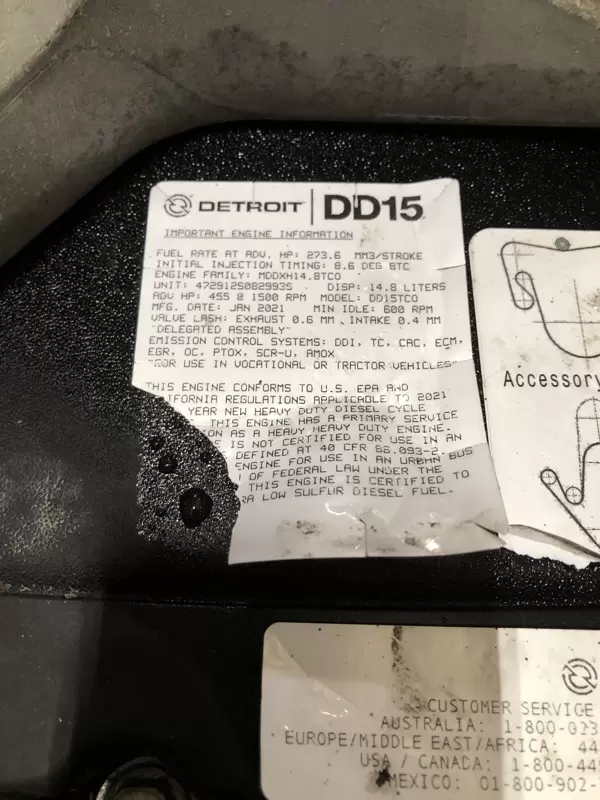 DETROIT DD15
IMPORTANT ENGINE INFORMATION
FUEL RATE AT ADV. HP: 273.6 MM3/STROKE
INITIAL INJECTION TIMING: 8.6 DEG BTC
ENGINE FAMILY: MDDXH14.8TCO
UNIT: 472912S0829935 DISP: 14.8 LITERS
ADV HP: 455 @ 1500 RPM MODEL: DD15TCO
MFG. DATE: JAN 2021 MIN IDLE: 600 RPM
VALVE LASH: EXHAUST 0.6 MM, INTAKE 0.4 MM
"DELEGATED ASSEMBLY"
EMISSION CONTROL SYSTEMS: DDI, TC, CAC, ECM,
EGR, OC, PTOX, SCR-U, AMOX
"FOR USE IN VOCATIONAL OR TRACTOR VEHICLES"
THIS ENGINE CONFORMS TO U.S. EPA AND
IFORNIA REGULATIONS APPLICABLE TO 2021
YEAR NEW HEAVY DUTY DIESEL CYCLE
THIS ENGINE HAS A PRIMARY SERVICE
ON AS A HEAVY HEAVY DUTY ENGINE.
E IS NOT CERTIFIED FOR USE IN AN
DEFINED AT 40 CFR 86.093-2.
ENGINE FOR USE IN AN URBAN BUS
OF FEDERAL LAW UNDER THE
THIS ENGINE IS CERTIFIED TO
RA LOW SULFUR DIESEL FUEL.
Accessory
CUSTOMER SERVICE
AUSTRALIA: 1-800-023
EUROPE/MIDDLE EAST/AFRICA: 44
USA / CANADA: 1-800-44
MEXICO: 01-800-902-